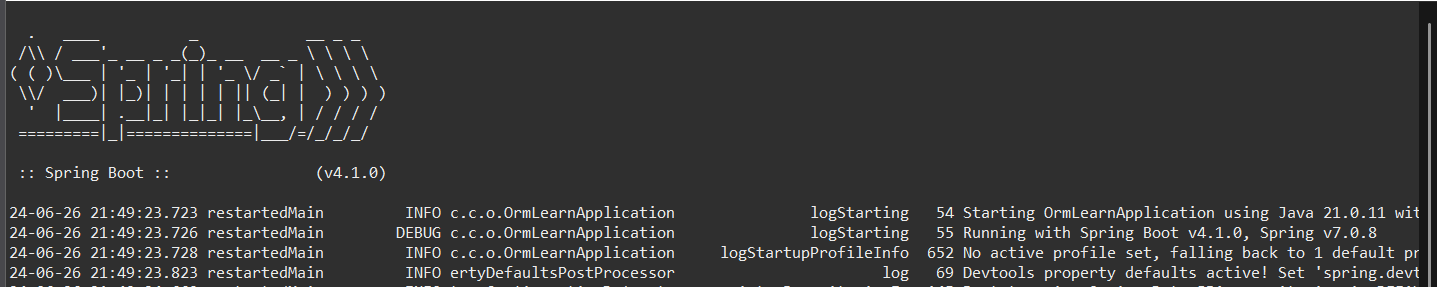 .   ____          _            __ _ _
 /\\ / ___'_ __ _ _(_)_ __  __ _ \ \ \ \
( ( )\___ | '_ | '_| | '_ \/ _` | \ \ \ \
 \\/  ___)| |_)| | | | | || (_| |  ) ) ) )
  '  |____| .__|_| |_|_| |_\__, | / / / /
 =========|_|==============|___/=/_/_/_/

 :: Spring Boot ::                (v4.1.0)

24-06-26 21:49:23.723 restartedMain         INFO c.c.o.OrmLearnApplication               logStarting   54 Starting OrmLearnApplication using Java 21.0.11 wit
24-06-26 21:49:23.726 restartedMain        DEBUG c.c.o.OrmLearnApplication               logStarting   55 Running with Spring Boot v4.1.0, Spring v7.0.8
24-06-26 21:49:23.728 restartedMain         INFO c.c.o.OrmLearnApplication     logStartupProfileInfo  652 No active profile set, falling back to 1 default pr
24-06-26 21:49:23.823 restartedMain         INFO ertyDefaultsPostProcessor                       log   69 Devtools property defaults active! Set 'spring.devt